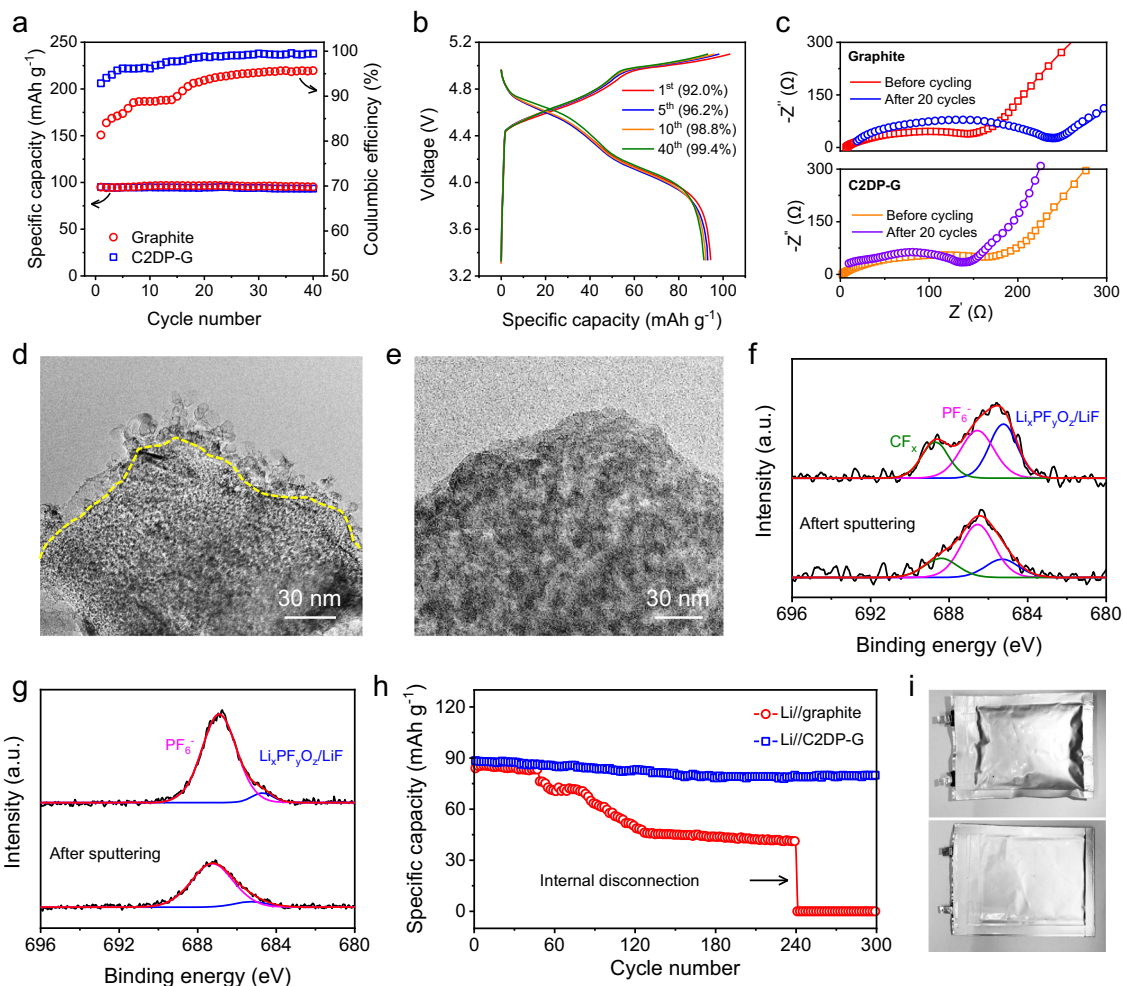 a
250
200
150
100
50
0
Specific capacity (mAh g⁻¹)
100
90
80
70
60
50
Coulumbic efficincy (%)
Graphite
C2DP-G
0 10 20 30 40
Cycle number
b
5.2
4.8
4.4
4.0
3.6
3.2
Voltage (V)
1ˢᵗ (92.0%)
5ᵗʰ (96.2%)
10ᵗʰ (98.8%)
40ᵗʰ (99.4%)
0 20 40 60 80 100
Specific capacity (mAh g⁻¹)
c
300
150
0
-Z'' (Ω)
Graphite
Before cycling
After 20 cycles
300
150
0
-Z'' (Ω)
C2DP-G
Before cycling
After 20 cycles
0 100 200 300
Z' (Ω)
d
30 nm
e
30 nm
f
Intensity (a.u.)
CFₓ
PF₆⁻
LiₓPFᵧO_z/LiF
Aftert sputtering
696 692 688 684 680
Binding energy (eV)
g
Intensity (a.u.)
PF₆⁻
LiₓPFᵧO_z/LiF
After sputtering
696 692 688 684 680
Binding energy (eV)
h
120
90
60
30
0
Specific capacity (mAh g⁻¹)
Li//graphite
Li//C2DP-G
Internal disconnection
0 60 120 180 240 300
Cycle number
i